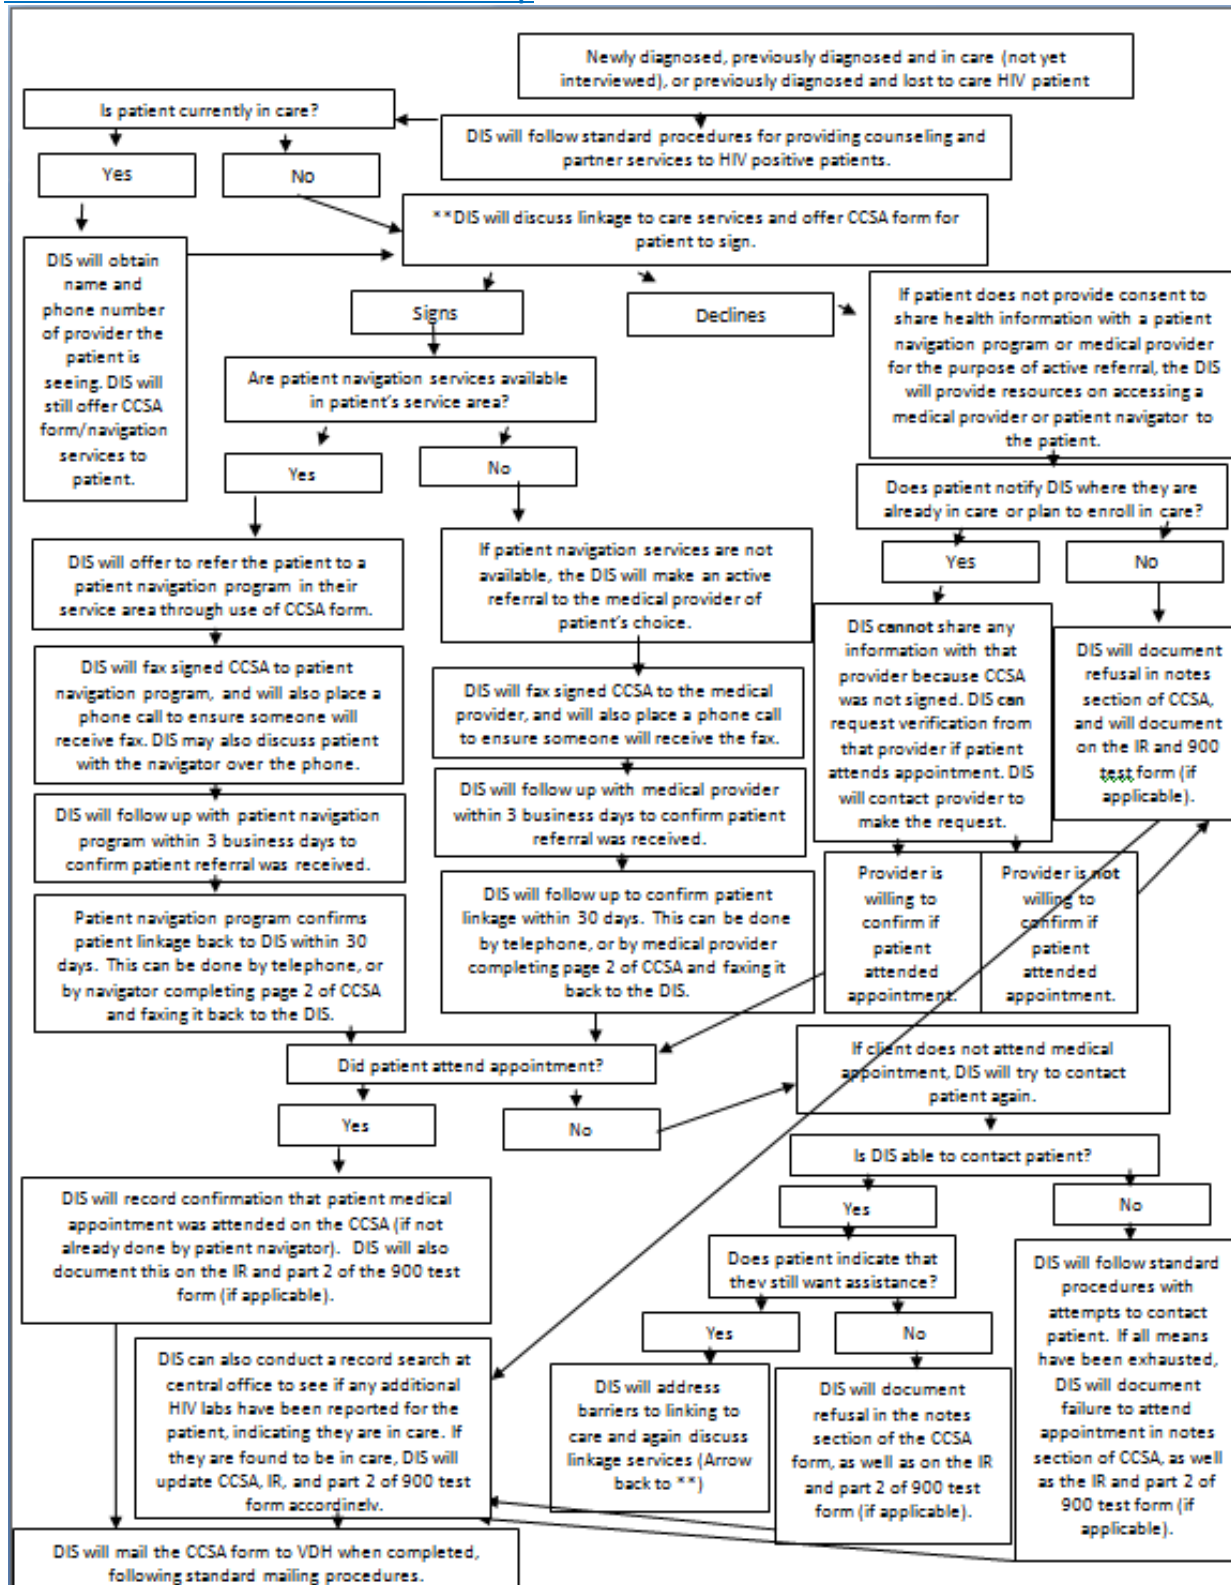 Newly diagnosed, previously diagnosed and in care (not yet
interviewed), or previously diagnosed and lost to care HIV patient
Is patient currently in care?
DIS will follow standard procedures for providing counseling and
partner services to HIV positive patients.
Yes
No
**DIS will discuss linkage to care services and offer CCSA form for
patient to sign.
DIS will obtain
name and
phone number
of provider the
patient is
seeing. DIS will
still offer CCSA
form/navigation
services to
patient.
Signs
Declines
If patient does not provide consent to
share health information with a patient
navigation program or medical provider
for the purpose of active referral, the DIS
will provide resources on accessing a
medical provider or patient navigator to
the patient.
Are patient navigation services available
in patient's service area?
Yes
No
Does patient notify DIS where they are
already in care or plan to enroll in care?
Yes
No
DIS will offer to refer the patient to a
patient navigation program in their
service area through use of CCSA form.
If patient navigation services are not
available, the DIS will make an active
referral to the medical provider of
patient's choice.
DIS cannot share any
information with that
provider because CCSA
was not signed. DIS can
request verification from
that provider if patient
attends appointment. DIS
will contact provider to
make the request.
DIS will document
refusal in notes
section of CCSA,
and will document
on the IR and 900
test form (if
applicable).
DIS will fax signed CCSA to patient
navigation program, and will also place a
phone call to ensure someone will
receive fax. DIS may also discuss patient
with the navigator over the phone.
DIS will fax signed CCSA to the medical
provider, and will also place a phone call
to ensure someone will receive the fax.
DIS will follow up with patient navigation
program within 3 business days to
confirm patient referral was received.
DIS will follow up with medical provider
within 3 business days to confirm patient
referral was received.
Provider is
willing to
confirm if
patient
attended
appointment.
Provider is not
willing to
confirm if
patient
attended
appointment.
Patient navigation program confirms
patient linkage back to DIS within 30
days. This can be done by telephone, or
by navigator completing page 2 of CCSA
and faxing it back to the DIS.
DIS will follow up to confirm patient
linkage within 30 days. This can be done
by telephone, or by medical provider
completing page 2 of CCSA and faxing it
back to the DIS.
Did patient attend appointment?
If client does not attend medical
appointment, DIS will try to contact
patient again.
Yes
No
Is DIS able to contact patient?
Yes
No
DIS will record confirmation that patient medical
appointment was attended on the CCSA (if not
already done by patient navigator). DIS will also
document this on the IR and part 2 of the 900 test
form (if applicable).
Does patient indicate that
they still want assistance?
Yes
No
DIS will follow standard
procedures with
attempts to contact
patient. If all means
have been exhausted,
DIS will document
failure to attend
appointment in notes
section of CCSA, as well
as the IR and part 2 of
900 test form (if
applicable).
DIS can also conduct a record search at
central office to see if any additional
HIV labs have been reported for the
patient, indicating they are in care. If
they are found to be in care, DIS will
update CCSA, IR, and part 2 of 900 test
form accordinely.
DIS will address
barriers to linking to
care and again discuss
linkage services (Arrow
back to **)
DIS will document
refusal in the notes
section of the CCSA
form, as well as on the IR
and part 2 of 900 test
form (if applicable).
DIS will mail the CCSA form to VDH when completed,
following standard mailing procedures.